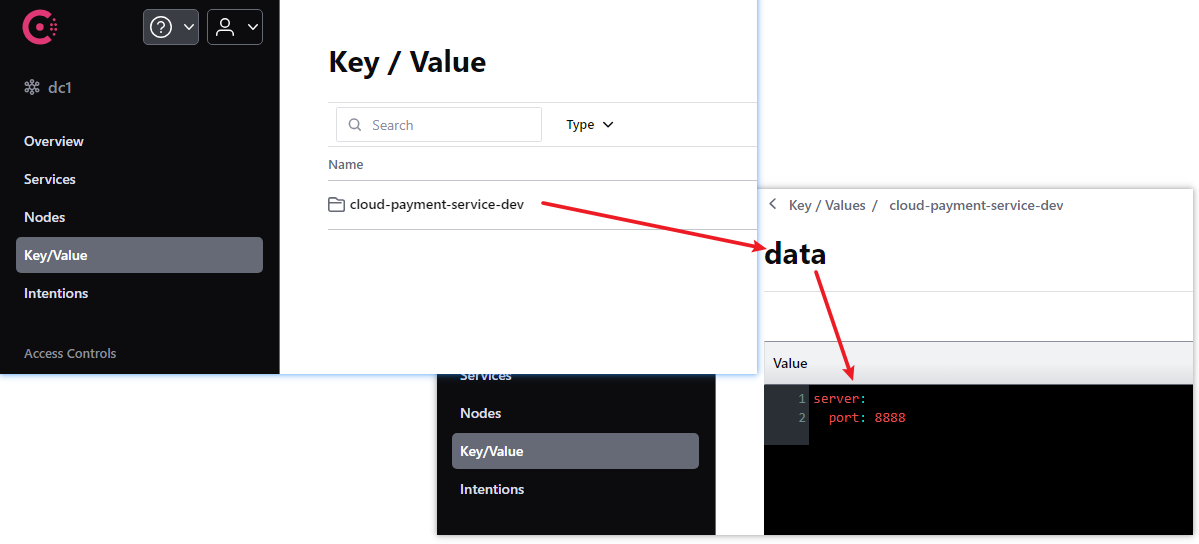 dc1
Overview
Services
Nodes
Key/Value
Intentions
Access Controls
Key / Value
Search
Type
Name
cloud-payment-service-dev
Services
Nodes
Key/Value
Intentions
Key / Values / cloud-payment-service-dev
data
Value
1 server:
2 port: 8888